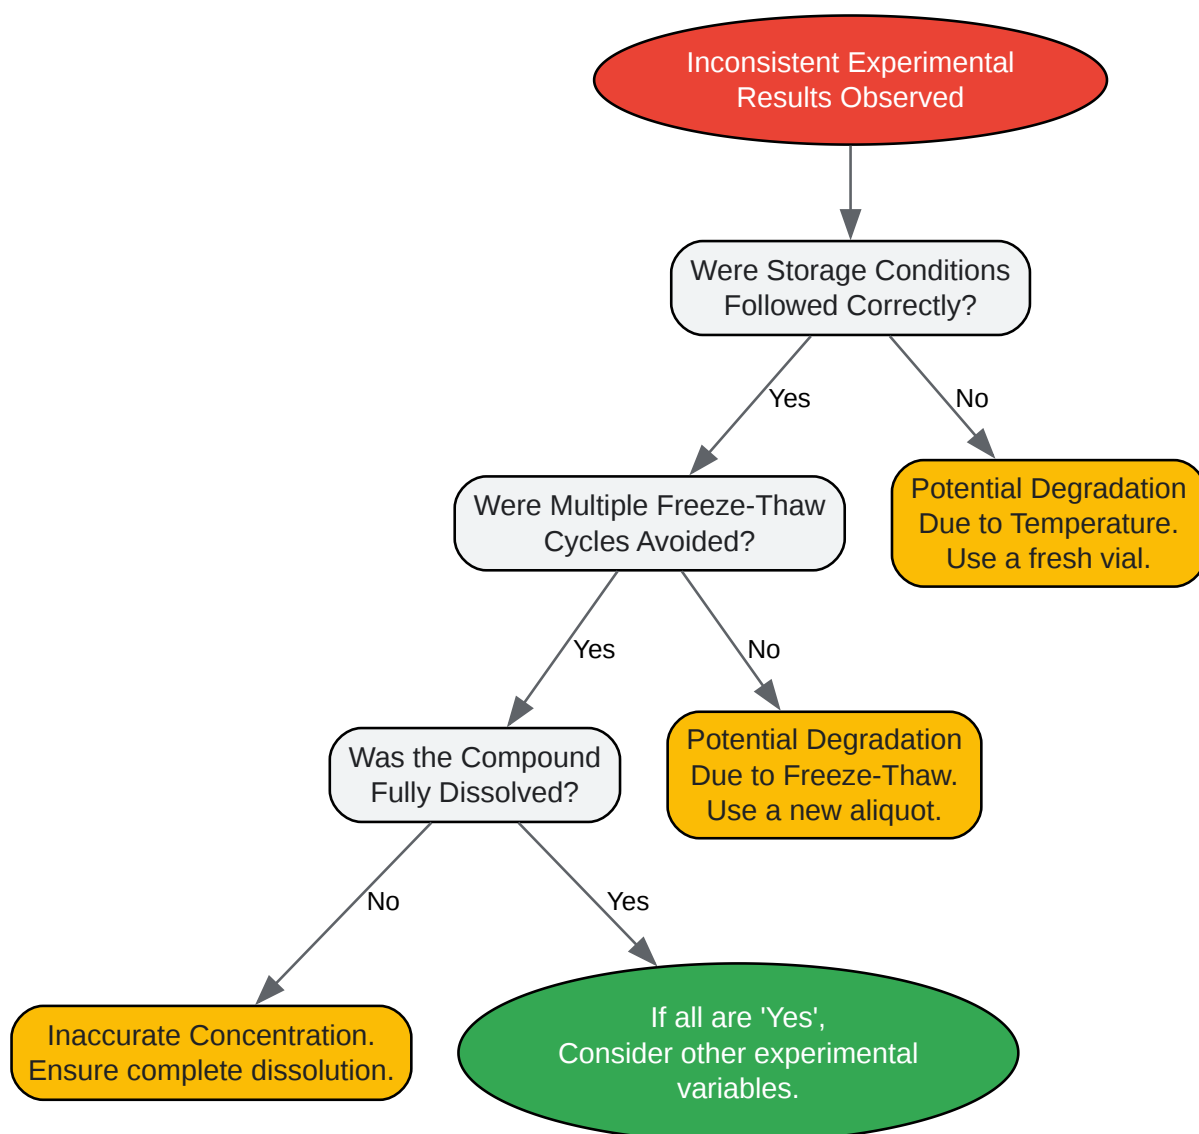 Inconsistent Experimental
Results Observed
Were Storage Conditions
Followed Correctly?
Yes
No
Were Multiple Freeze-Thaw
Cycles Avoided?
Potential Degradation
Due to Temperature.
Use a fresh vial.
Yes
No
Was the Compound
Fully Dissolved?
Potential Degradation
Due to Freeze-Thaw.
Use a new aliquot.
No
Yes
Inaccurate Concentration.
Ensure complete dissolution.
If all are 'Yes',
Consider other experimental
variables.